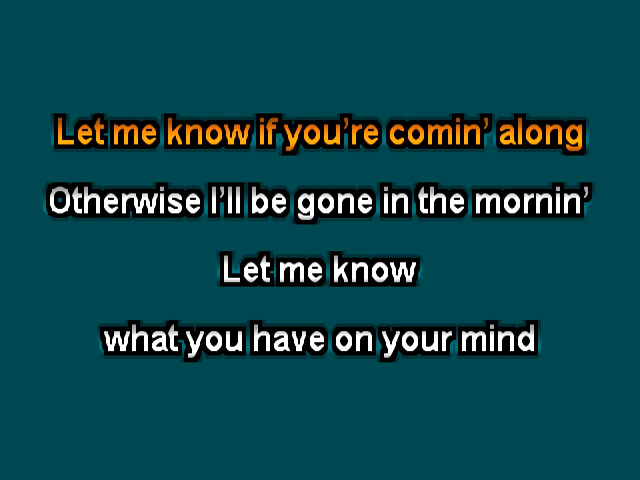 Let me know if you’re comin’ along
Otherwise I’ll be gone in the mornin’
Let me know
what you have on your mind